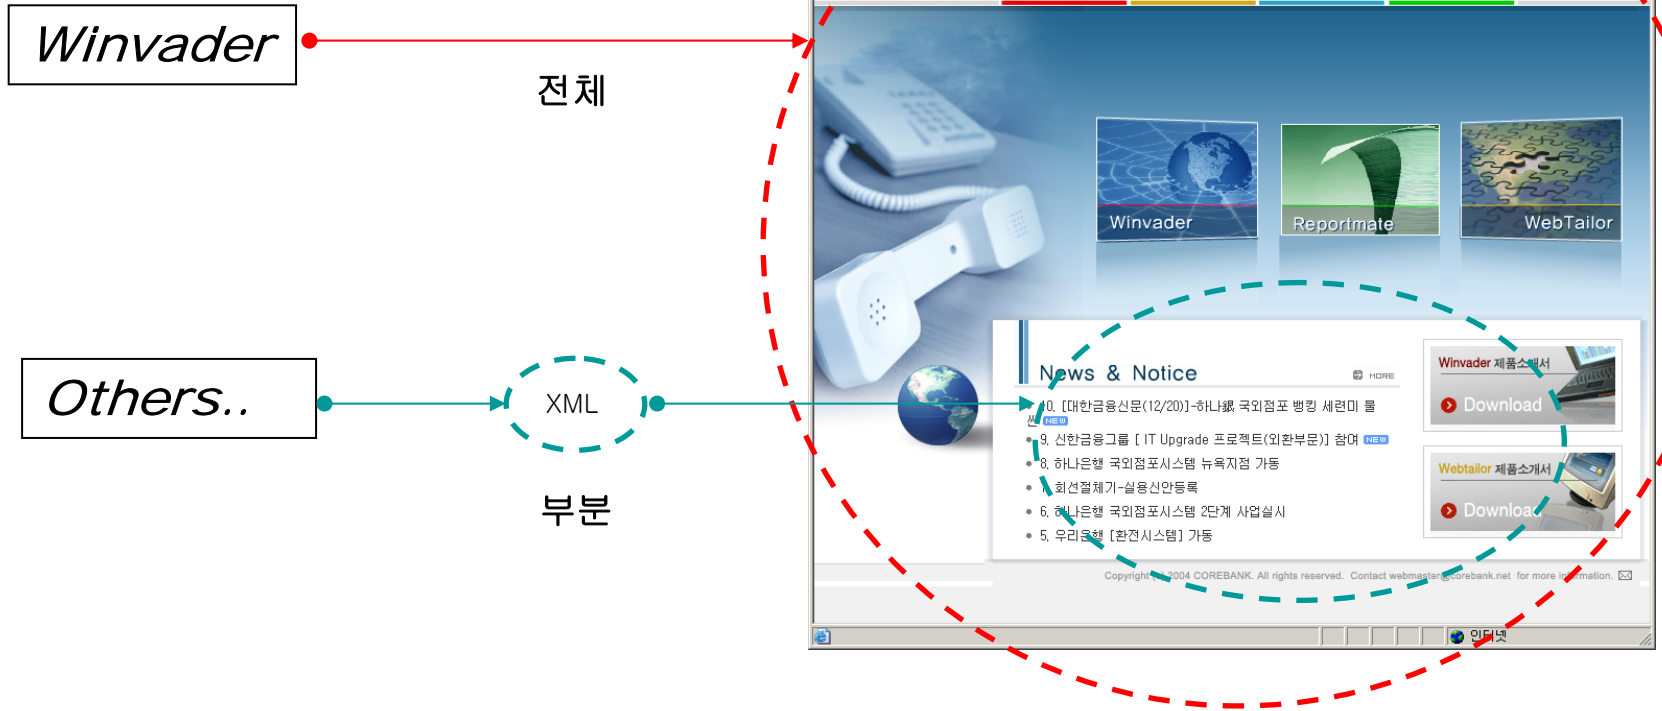 Winvader
전체
Winvader
Reportmate
WebTailor
Others..
XML
부분
News & Notice
MORE
10. [대한금융신문(12/20)]-하나銀 국외점포 뱅킹 세련미 물
씬 NEW
9. 신한금융그룹 [ IT Upgrade 프로젝트(외환부문)] 참여 NEW
8. 하나은행 국외점포시스템 뉴욕지점 가동
회선절체기-실용신안등록
6. 하나은행 국외점포시스템 2단계 사업실시
5. 우리은행 [환전시스템] 가동
Winvader 제품소개서
Download
Webtailor 제품소개서
Download
Copyright (c) 2004 COREBANK. All rights reserved. Contact webmaster@corebank.net for more information.
인터넷